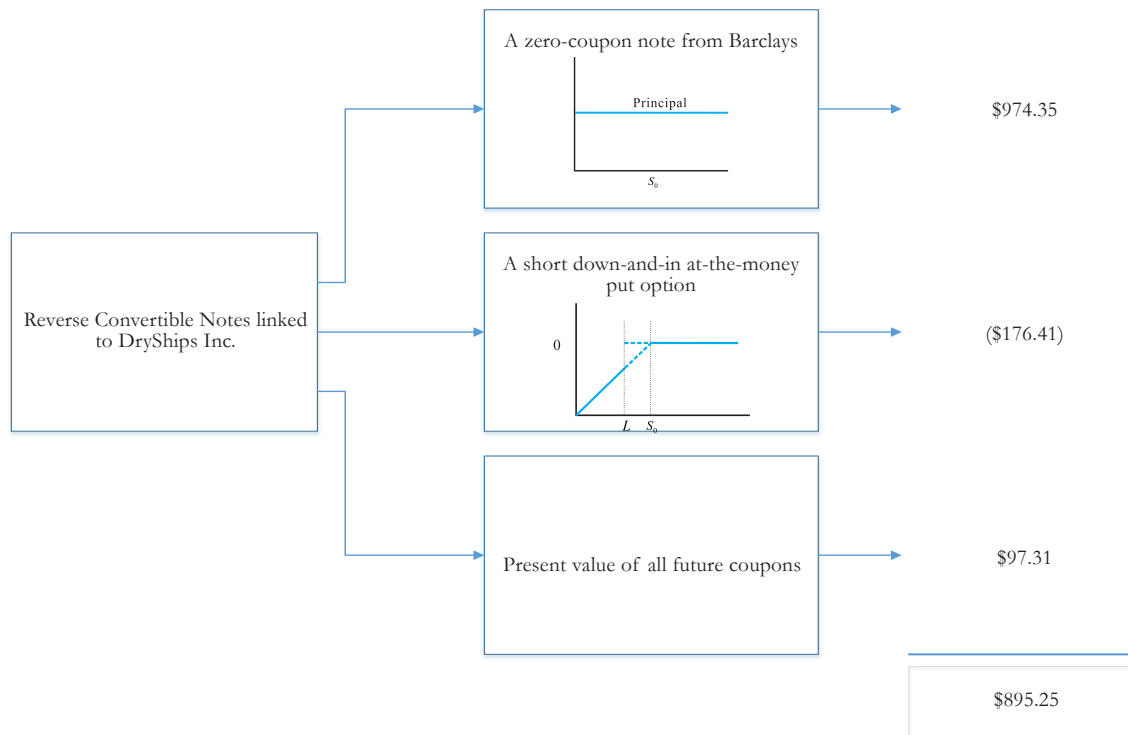 A zero-coupon note from Barclays
Principal
S₀
$974.35
Reverse Convertible Notes linked
to DryShips Inc.
A short down-and-in at-the-money
put option
0
L
S₀
($176.41)
Present value of all future coupons
$97.31
$895.25